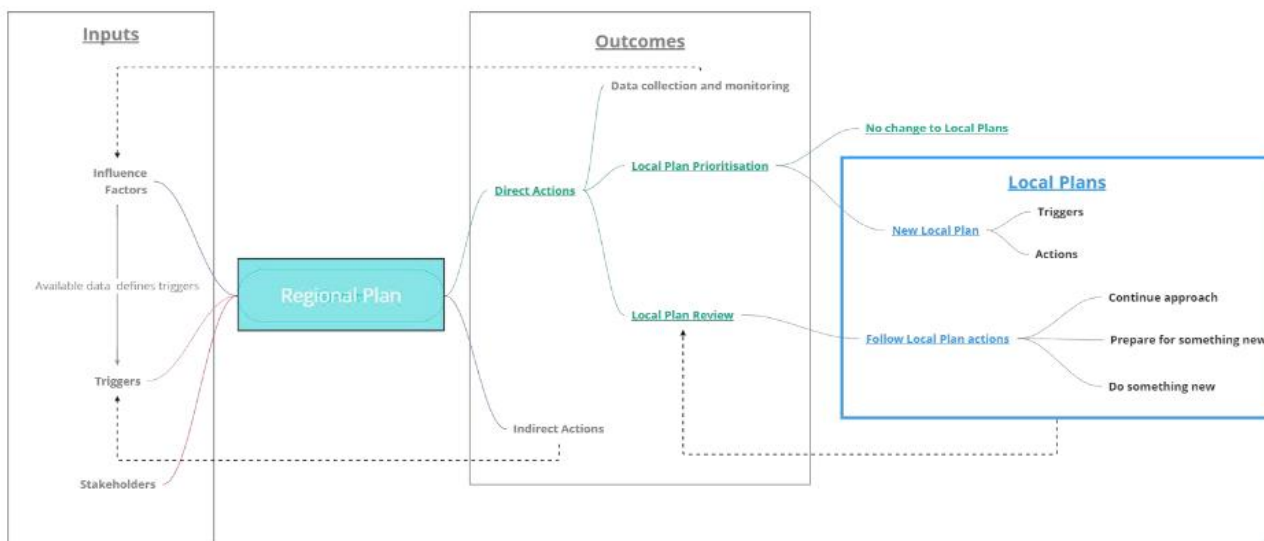 Inputs
Outcomes
Data collection and monitoring
No change to Local Plans
Influence
Factors
Local Plan Prioritisation
Direct Actions
Local Plans
Triggers
New Local Plan
Actions
Available data defines triggers
Regional Plan
Continue approach
Local Plan Review
Follow Local Plan actions
Prepare for something new
Triggers
Do something new
Indirect Actions
Stakeholders